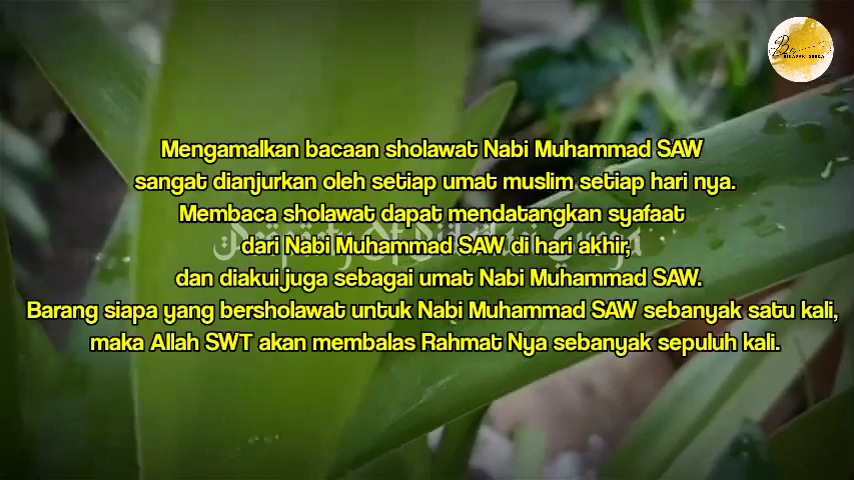 Mengamalkan bacaan sholawat Nabi Muhammad SAW
sangat dianjurkan oleh setiap umat muslim setiap hari nya.
Membaca sholawat dapat mendatangkan syafaat
dari Nabi Muhammad SAW di hari akhir,
dan diakui juga sebagai umat Nabi Muhammad SAW.
Barang siapa yang bersholawat untuk Nabi Muhammad SAW sebanyak satu kali,
maka Allah SWT akan membalas Rahmat Nya sebanyak sepuluh kali.